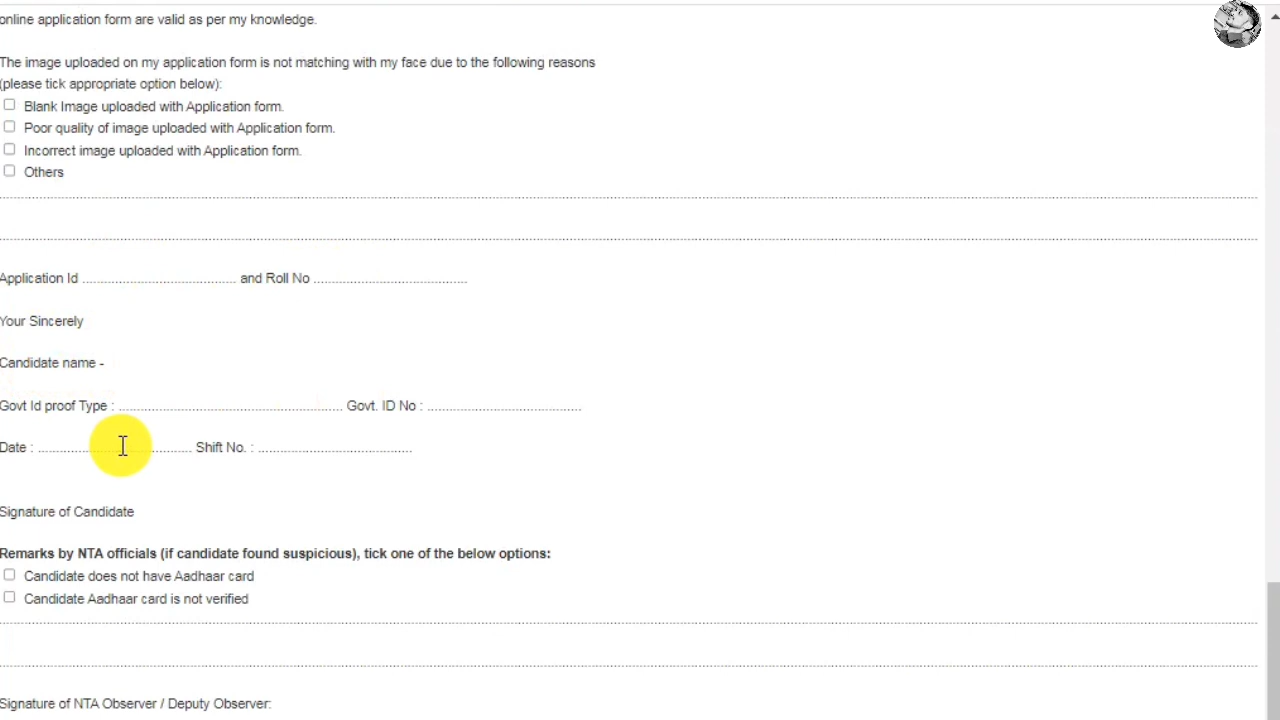 online application form are valid as per my knowledge.
The image uploaded on my application form is not matching with my face due to the following reasons
(please tick appropriate option below):
Blank Image uploaded with Application form.
Poor quality of image uploaded with Application form.
Incorrect image uploaded with Application form.
Others
Application Id ........................................ and Roll No ........................................
Your Sincerely
Candidate name -
Govt Id proof Type : .......................................................... Govt. ID No : ........................................
Date : ........................................ Shift No. : ........................................
Signature of Candidate
Remarks by NTA officials (if candidate found suspicious), tick one of the below options:
Candidate does not have Aadhaar card
Candidate Aadhaar card is not verified
Signature of NTA Observer / Deputy Observer: